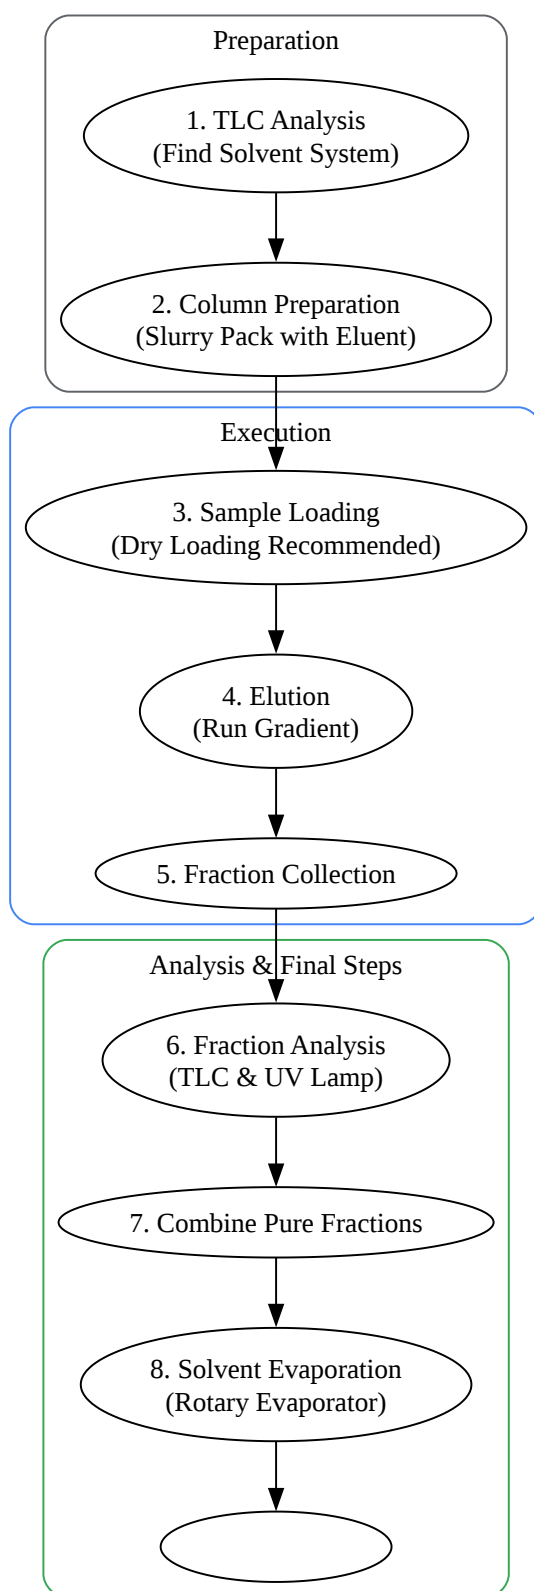 Preparation
1. TLC Analysis
(Find Solvent System)
2. Column Preparation
(Slurry Pack with Eluent)
Execution
3. Sample Loading
(Dry Loading Recommended)
4. Elution
(Run Gradient)
5. Fraction Collection
Analysis & Final Steps
6. Fraction Analysis
(TLC & UV Lamp)
7. Combine Pure Fractions
8. Solvent Evaporation
(Rotary Evaporator)